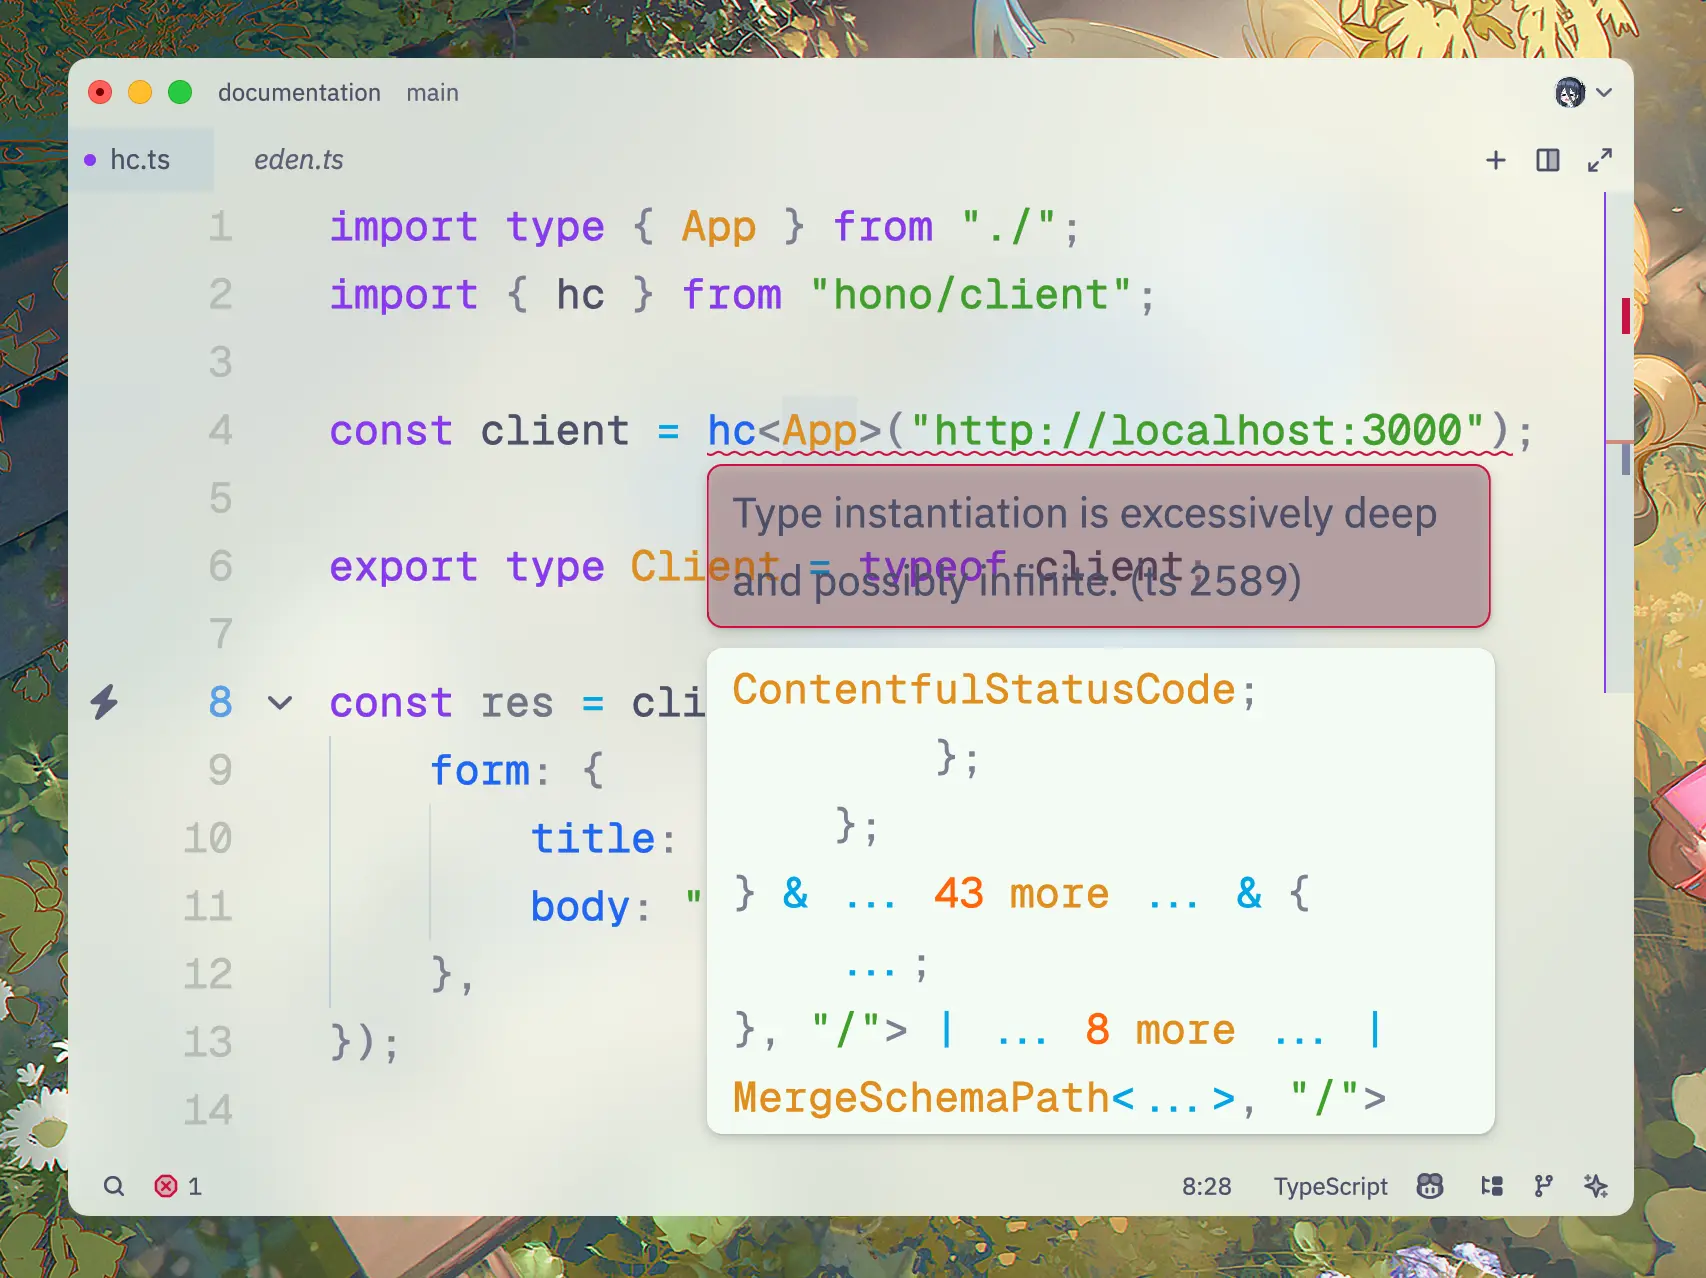 documentation main
hc.ts eden.ts
1 import type { App } from "./";
2 import { hc } from "hono/client";
3
4 const client = hc<App>("http://localhost:3000");
5
Type instantiation is excessively deep
and possibly infinite. (ts 2589)
6 export type Client = typeof client;
7
8 const res = cli
9 form: {
10 title:
11 body: "
12 },
13 });
14
ContentfulStatusCode;
};
};
} & ... 43 more ... & {
...;
}, "/"> | ... 8 more ... |
MergeSchemaPath<...>, "/">
1 8:28 TypeScript